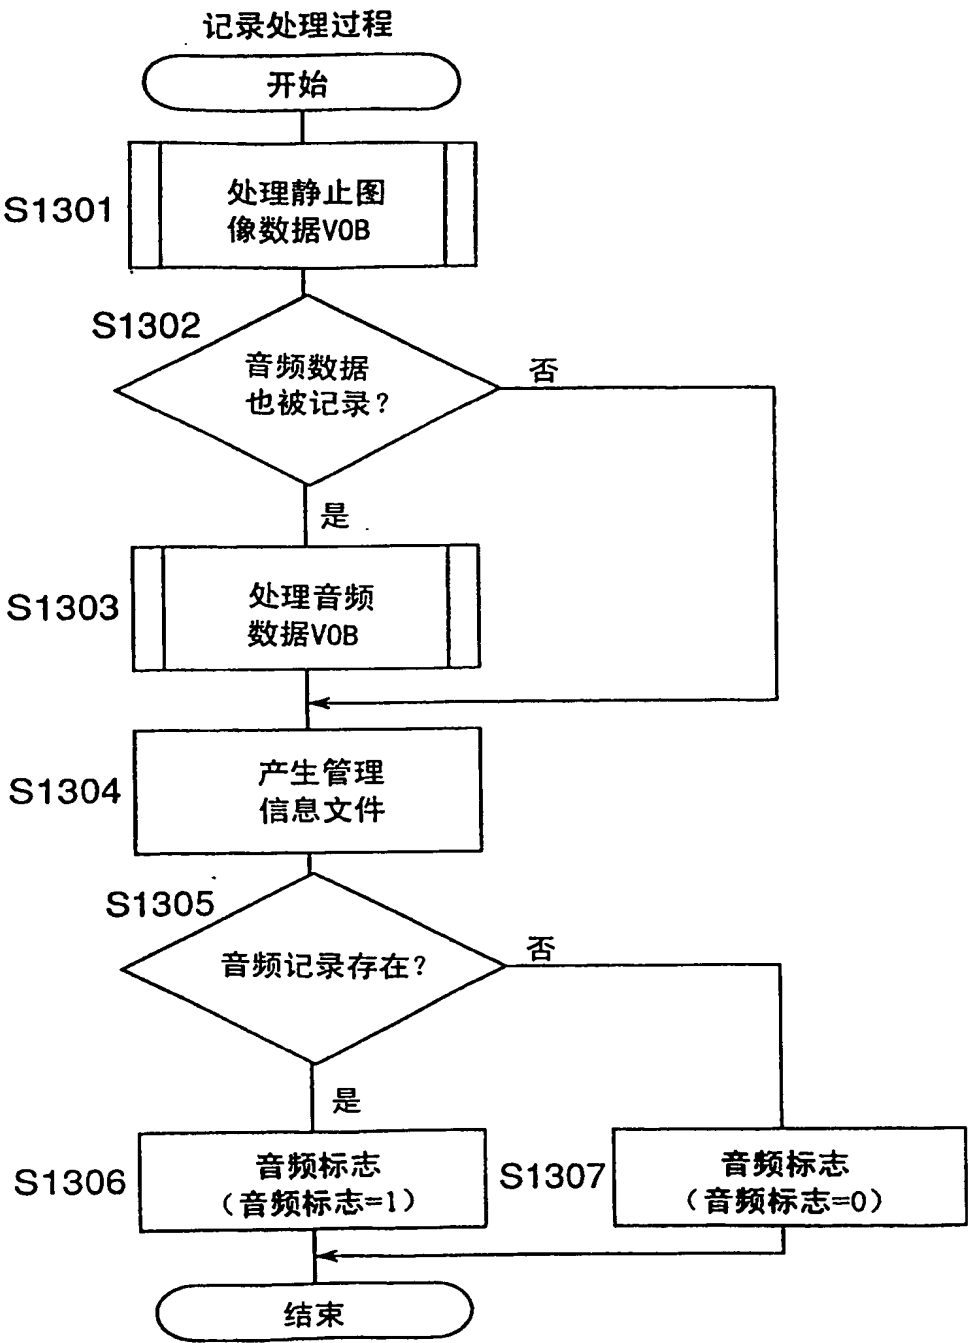 记录处理过程
开始
S1301
处理静止图
像数据VOB
S1302
音频数据
也被记录?
否
是
S1303
处理音频
数据VOB
S1304
产生管理
信息文件
S1305
音频记录存在?
否
是
S1306
音频标志
(音频标志=1)
S1307
音频标志
(音频标志=0)
结束